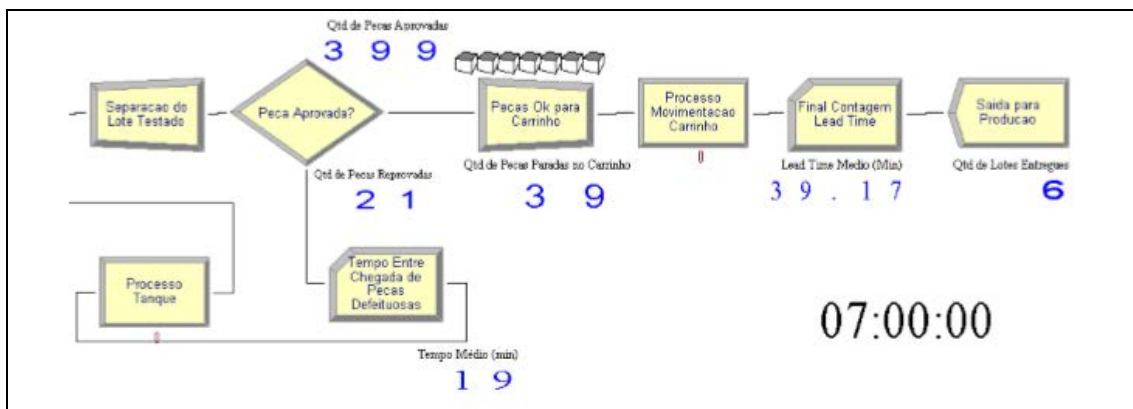 Qtd de Pecas Aprovadas
3 9 9
Separacao do
Lote Testado
Peca Aprovada?
Pecas Ok para
Carrinho
Processo
Movimentacao
Carrinho
0
Final Contagem
Lead Time
Saida para
Producao
Qtd de Pecas Reprovadas
2 1
Qtd de Pecas Paradas no Carrinho
3 9
Lead Time Medio (Min)
3 9 . 1 7
Qtd de Lotes Entregues
6
Processo
Tanque
0
Tempo Entre
Chegada de
Pecas
Defeituosas
Tempo Médio (min)
1 9
07:00:00